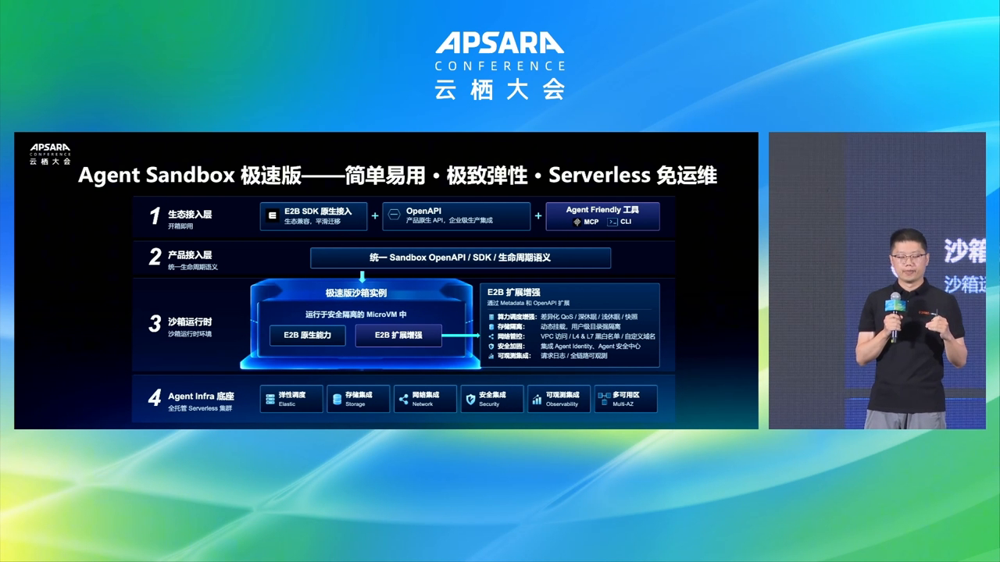 APSARA
CONFERENCE
云栖大会
APSARA
CONFERENCE
云栖大会
Agent Sandbox 极速版——简单易用・极致弹性・Serverless 免运维
1
生态接入层
开箱即用
E2B SDK 原生接入
生态兼容，平滑迁移
+
OpenAPI
产品原生 API，企业级生产集成
+
Agent Friendly 工具
MCP
CLI
2
产品接入层
统一生命周期语义
统一 Sandbox OpenAPI / SDK / 生命周期语义
3
沙箱运行时
沙箱运行时环境
极速版沙箱实例
运行于安全隔离的 MicroVM 中
E2B 原生能力
E2B 扩展增强
E2B 扩展增强
通过 Metadata 和 OpenAPI 扩展
算力调度增强： 差异化 QoS / 深休眠 / 浅休眠 / 快照
存储隔离： 动态挂载，用户级目录强隔离
网络管控： VPC 访问 / L4 & L7 黑白名单 / 自定义域名
安全加固： 集成 Agent Identity、Agent 安全中心
可观测集成： 请求日志 / 全链路可观测
4
Agent Infra 底座
全托管 Serverless 集群
弹性调度
Elastic
存储集成
Storage
网络集成
Network
安全集成
Security
可观测集成
Observability
多可用区
Multi-AZ
沙箱
沙箱运